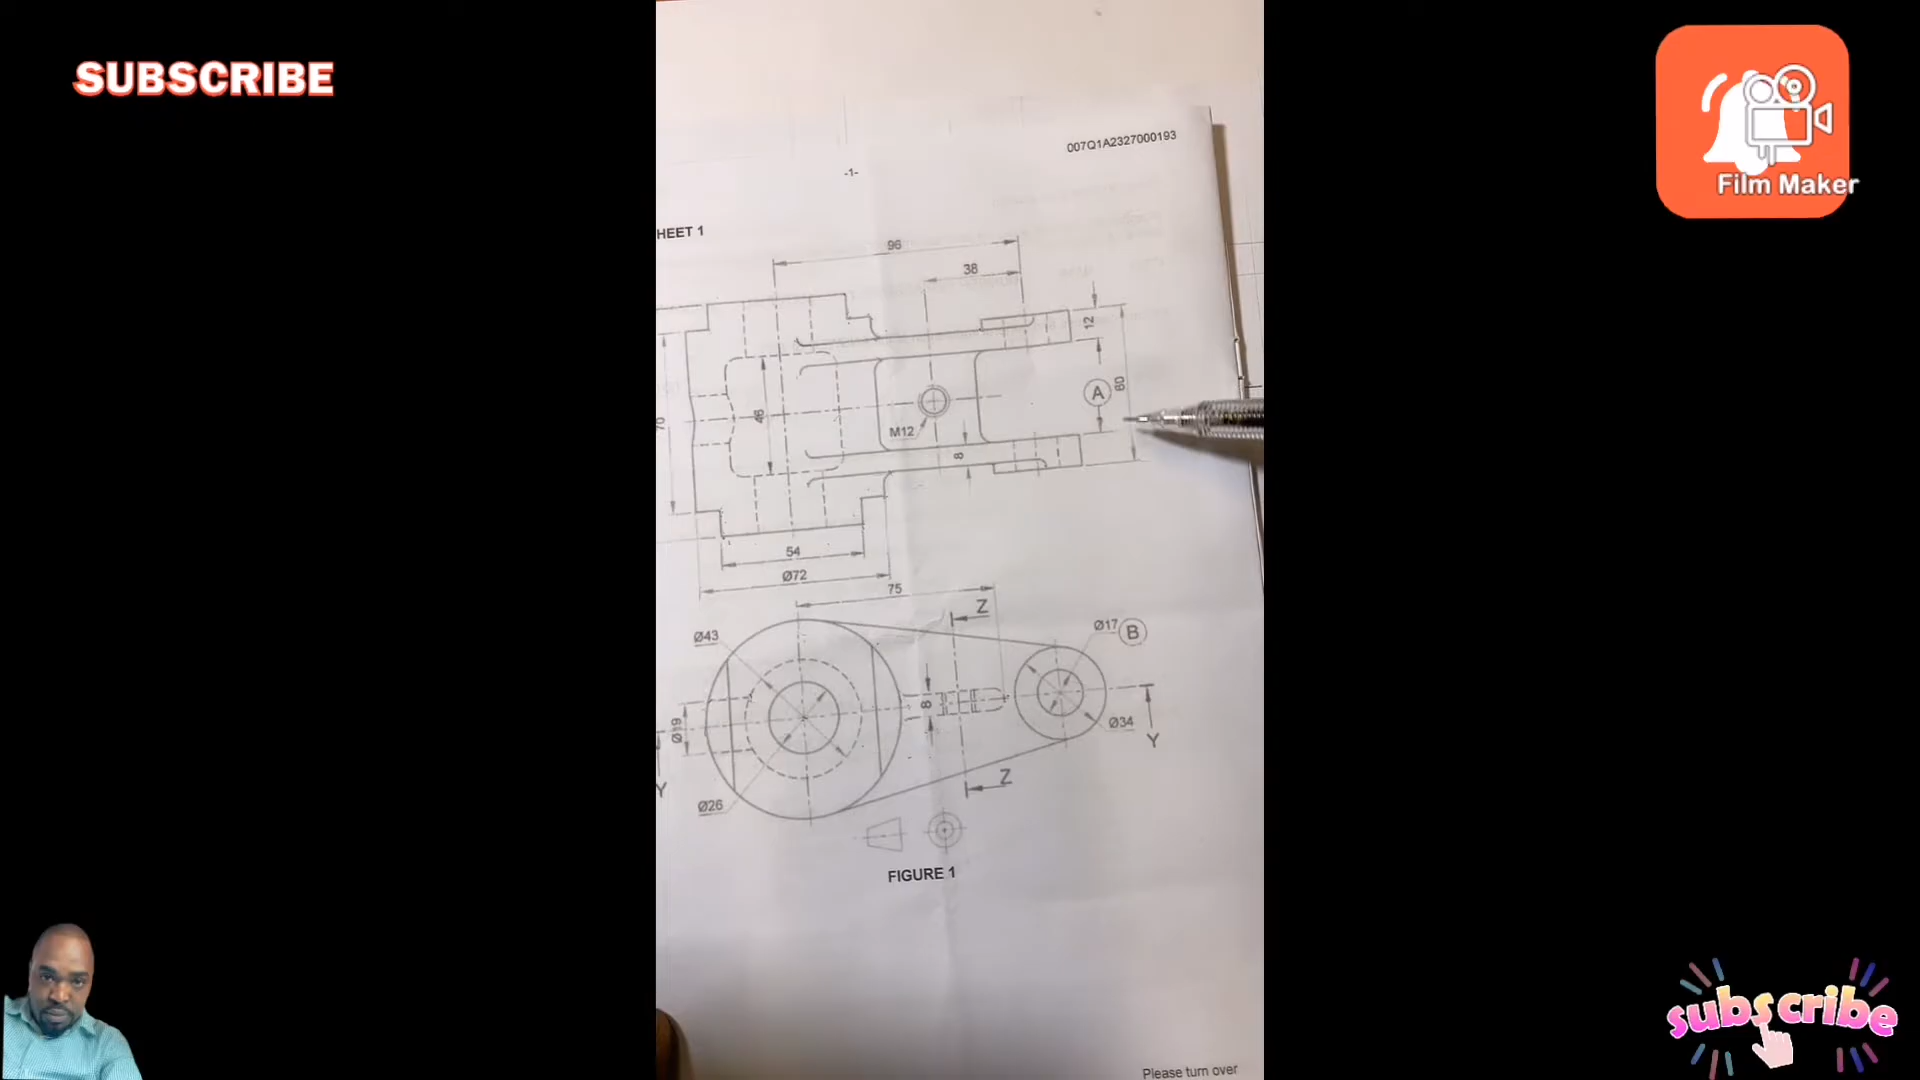 SUBSCRIBE
Film Maker
007Q1A2327000193
-1-
HEET 1
96
38
12
60
A
70
46
M12
8
54
Ø72
75
Z
Ø43
Ø17 B
8
Ø19
Ø34
Y
Y
Z
Ø26
FIGURE 1
subscribe
Please turn over